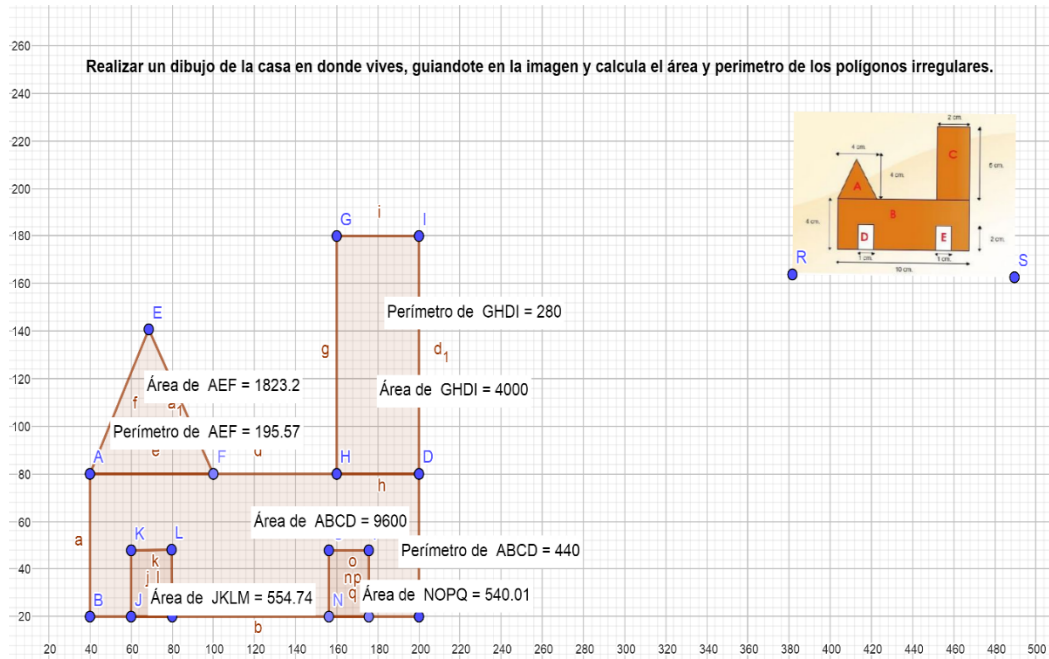 260
Realizar un dibujo de la casa en donde vives, guiandote en la imagen y calcula el área y perimetro de los polígonos irregulares.
240
220
2 cm.
C
4 cm.
4 cm.
A
200
G
i
I
B
4 cm.
180
D
E
2 cm.
1 cm.
1 cm.
10 cm.
R
S
160
E
Perímetro de GHDI = 280
140
g
d1
120
Área de AEF = 1823.2
Área de GHDI = 4000
f
a1
100
Perímetro de AEF = 195.57
e
A
F
H
D
80
h
60
Área de ABCD = 9600
a
K
L
Perímetro de ABCD = 440
40
k
o
j
l
n
p
Área de JKLM = 554.74
q
Área de NOPQ = 540.01
B
J
N
20
b
20 40 60 80 100 120 140 160 180 200 220 240 260 280 300 320 340 360 380 400 420 440 460 480 500